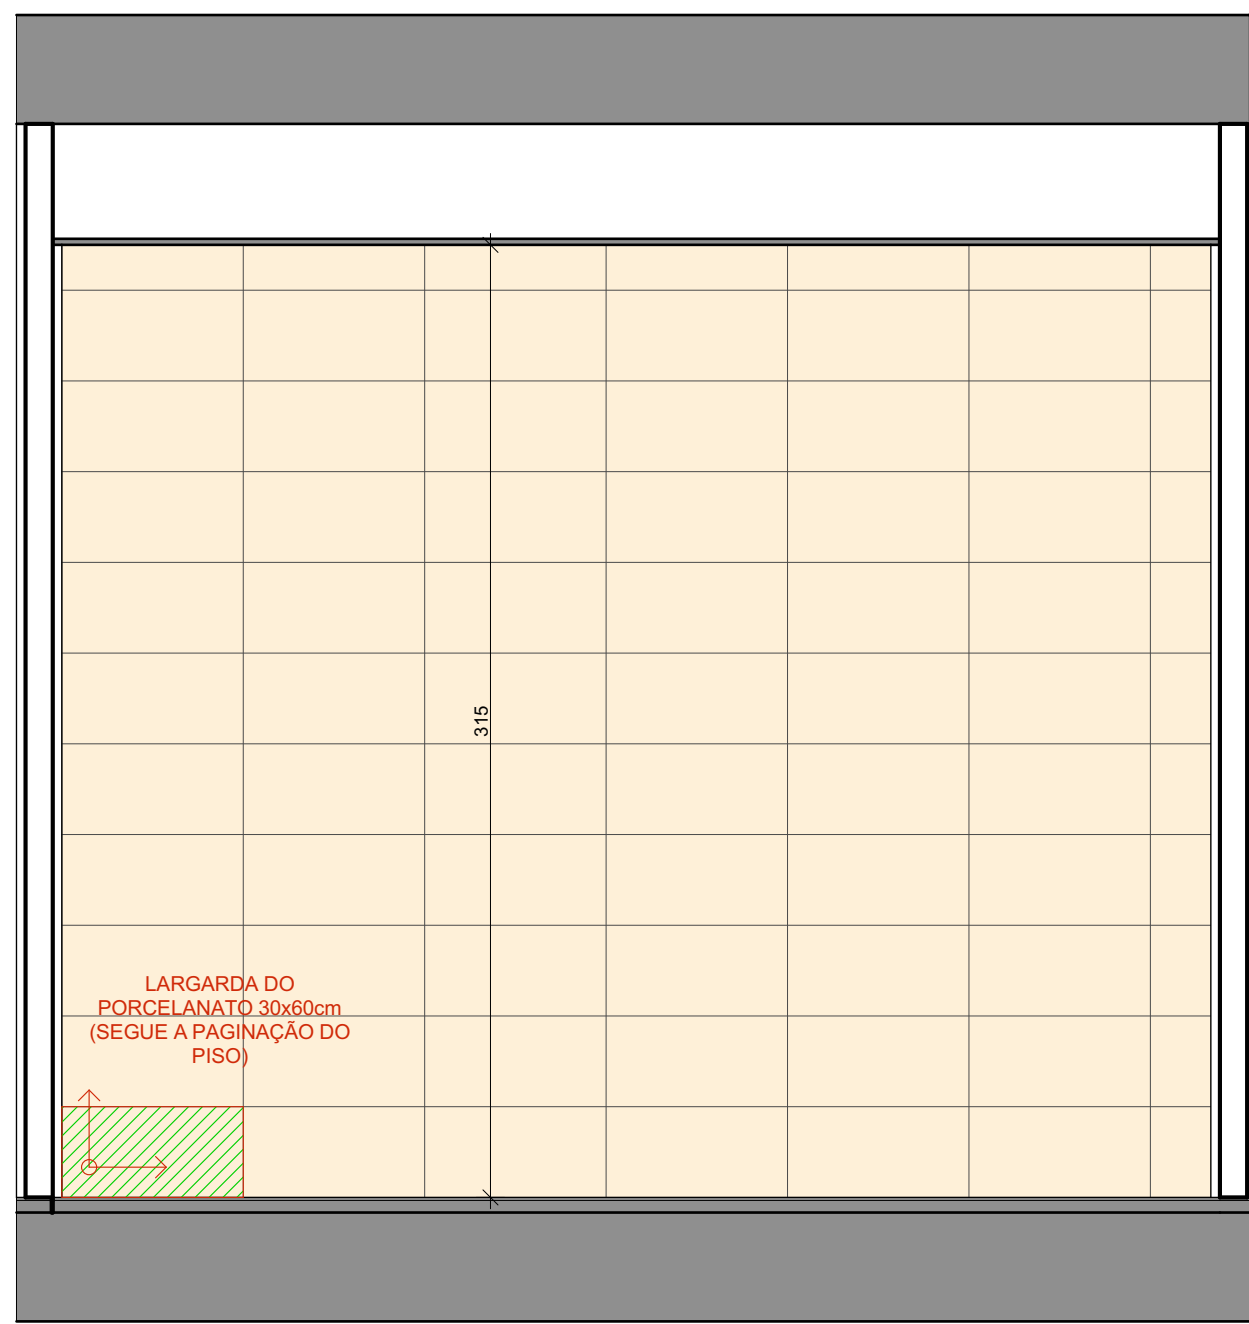 315
LARGARDA DO
PORCELANATO 30x60cm
(SEGUE A PAGINAÇÃO DO
PISO)